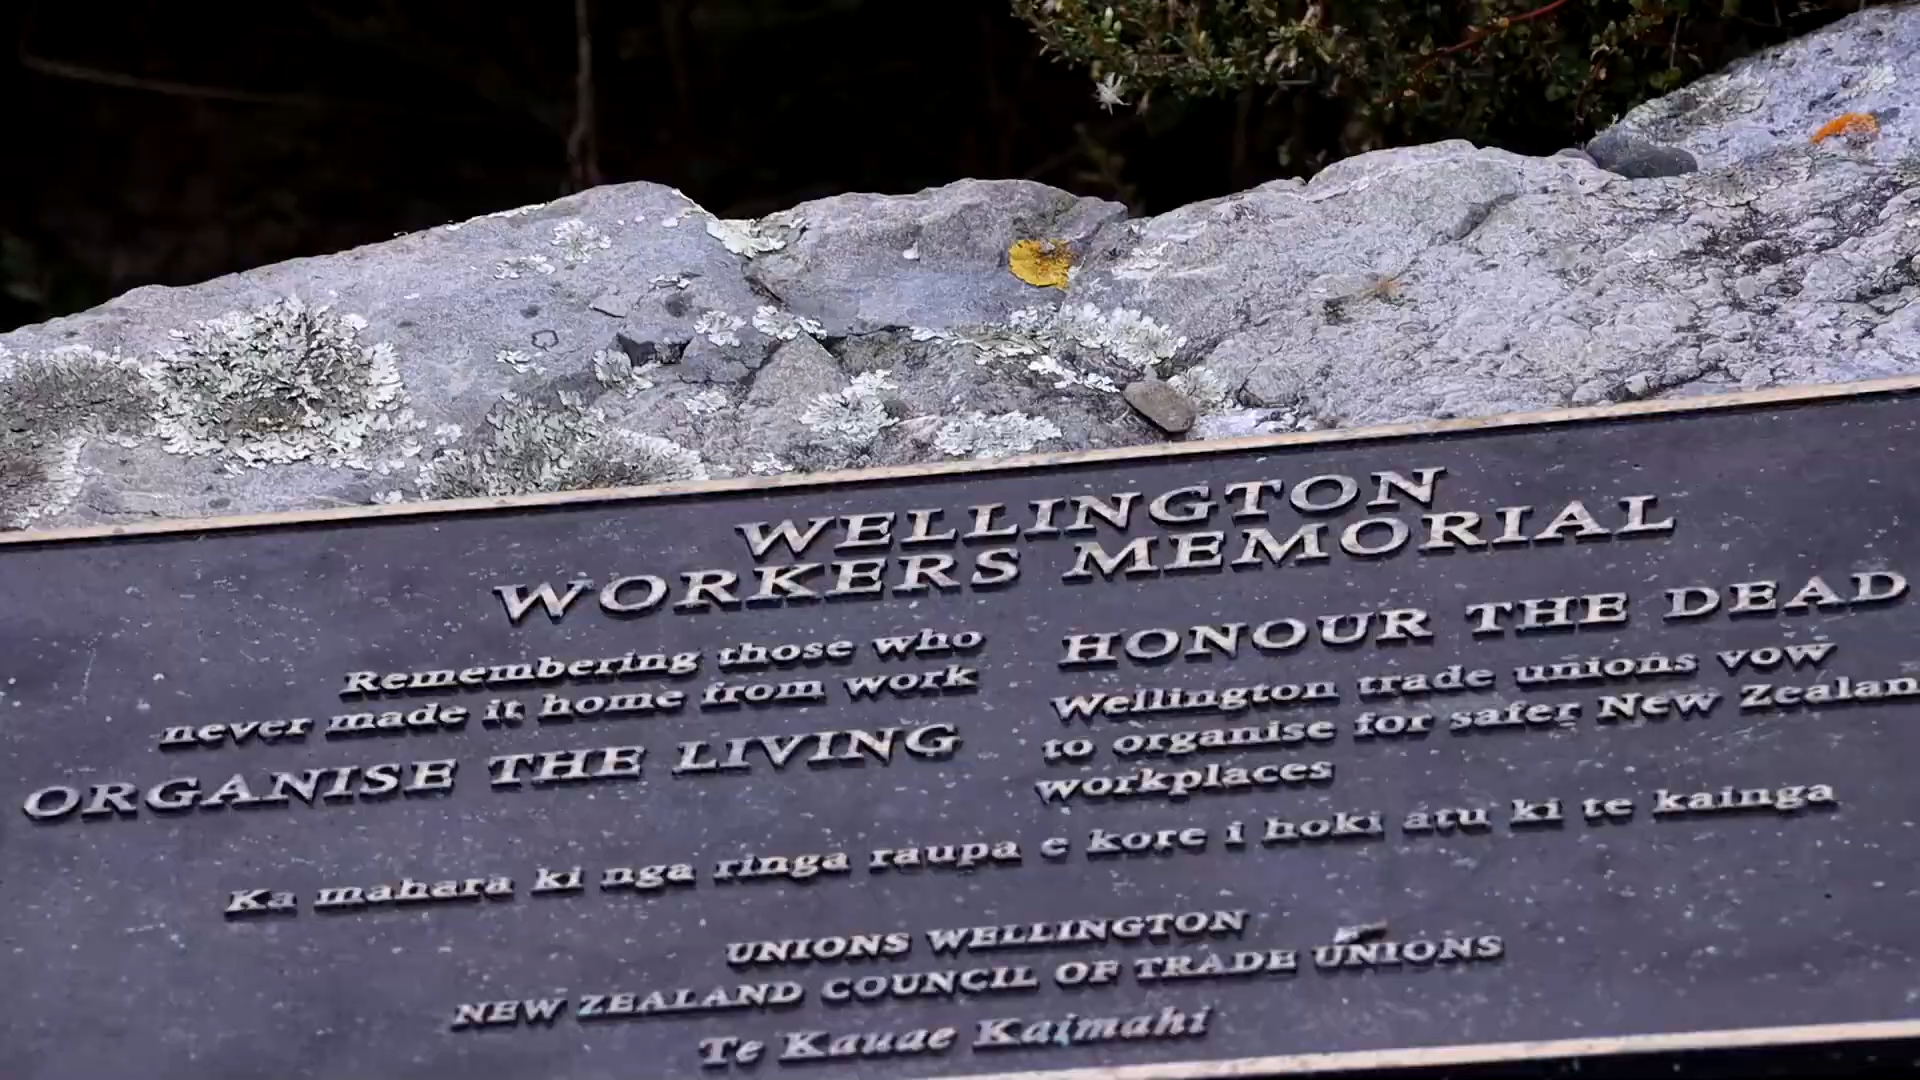 WELLINGTON
WORKERS MEMORIAL
Remembering those who
never made it home from work
ORGANISE THE LIVING
HONOUR THE DEAD
Wellington trade unions vow
to organise for safer New Zealan
workplaces
Ka mahara ki nga ringa raupa e kore i hoki atu ki te kainga
UNIONS WELLINGTON
NEW ZEALAND COUNCIL OF TRADE UNIONS
Te Kauae Kaimahi